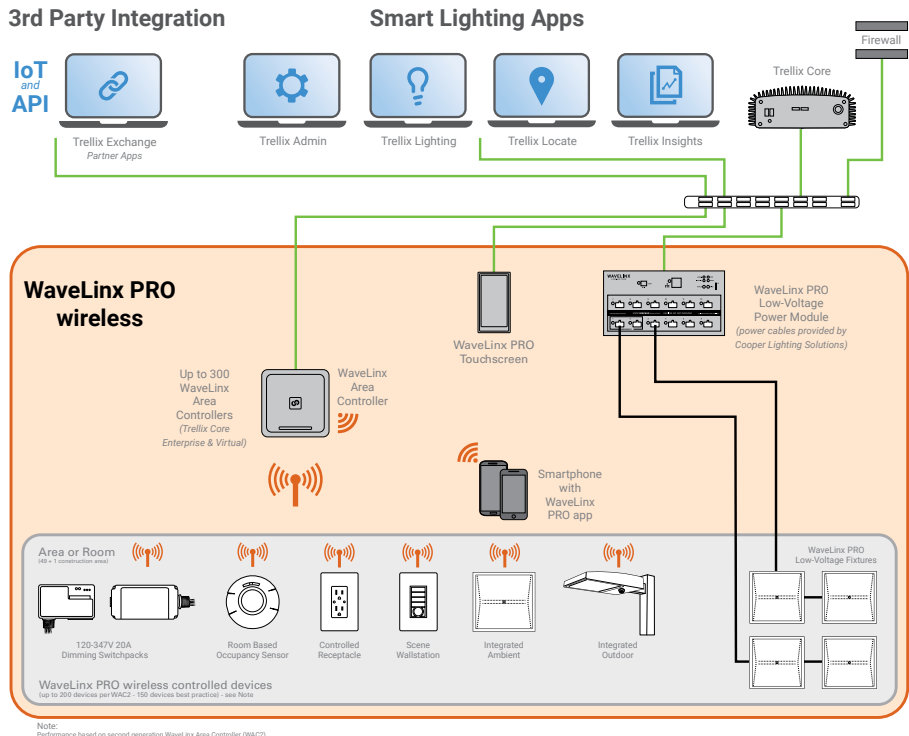 3rd Party Integration
Smart Lighting Apps
Firewall
IoT
and
API
Trellix Core
Trellix Exchange
Partner Apps
Trellix Admin
Trellix Lighting
Trellix Locate
Trellix Insights
WaveLinx PRO
wireless
WAVELINX
WaveLinx PRO
Low-Voltage
Power Module
(power cables provided by
Cooper Lighting Solutions)
WaveLinx PRO
Touchscreen
Up to 300
WaveLinx
Area
Controllers
(Trellix Core
Enterprise & Virtual)
WaveLinx
Area
Controller
Smartphone
with
WaveLinx
PRO app
Area or Room
(49 + 1 construction area)
WaveLinx PRO
Low-Voltage Fixtures
120-347V 20A
Dimming Switchpacks
Room Based
Occupancy Sensor
Controlled
Receptacle
Scene
Wallstation
Integrated
Ambient
Integrated
Outdoor
WaveLinx PRO wireless controlled devices
(up to 200 devices per WAC2 - 150 devices best practice) - see Note
Note:
Performance based on second generation WaveLinx Area Controller (WAC2)